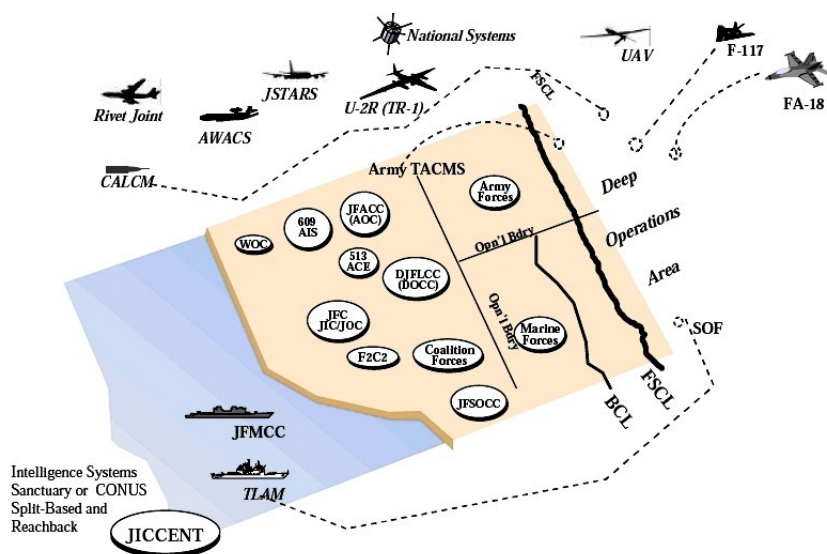 National Systems
UAV
F-117
FA-18
JSTARS
U-2R (TR-1)
Rivet Joint
AWACS
CALCM
FSCL
Army TACMS
Deep
Operations
Area
Army
Forces
JFACC
(AOC)
609
AIS
WOC
513
ACE
DJFLCC
(DOCC)
Opn'l Bdry
Opn'l Bdry
JFC
JIC/JOC
F2C2
Coalition
Forces
Marine
Forces
JFSOCC
SOF
BCL
FSCL
JFMCC
TLAM
Intelligence Systems
Sanctuary or CONUS
Split-Based and
Reachback
JICCENT